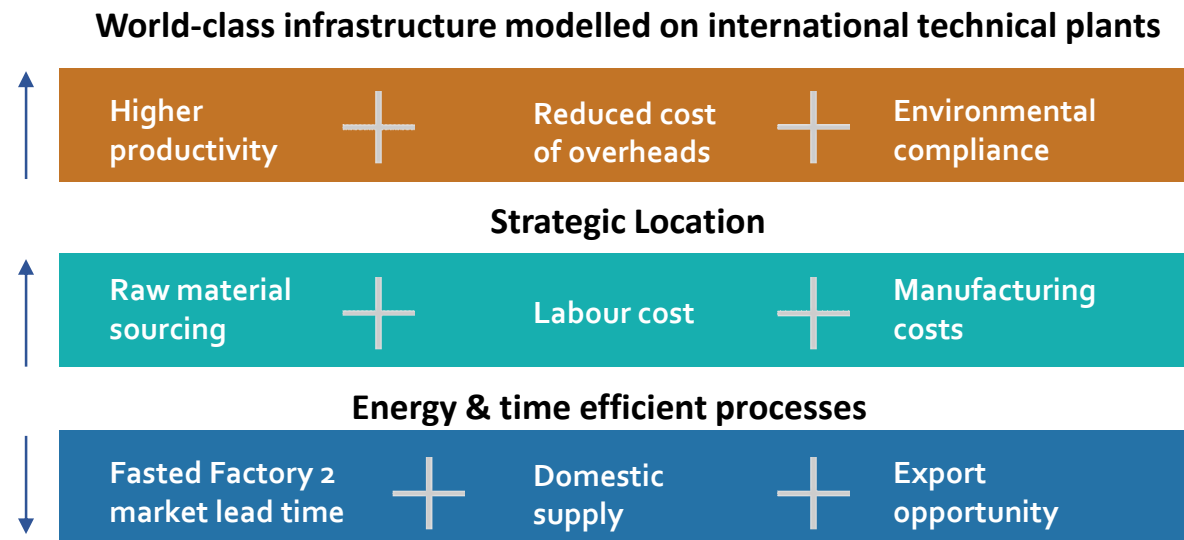 World-class infrastructure modelled on international technical plants
Higher
productivity
Reduced cost
of overheads
Environmental
compliance
Strategic Location
Raw material
sourcing
Labour cost
Manufacturing
costs
Energy & time efficient processes
Fasted Factory 2
market lead time
Domestic
supply
Export
opportunity